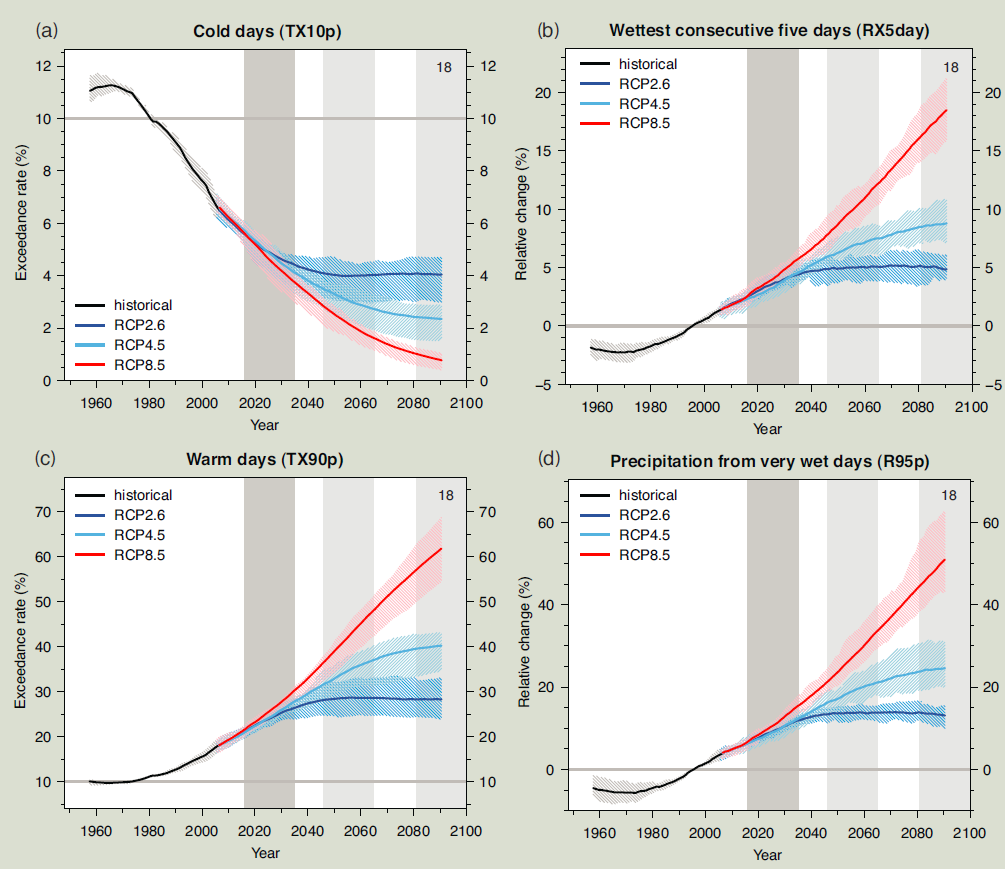 (a)
Cold days (TX10p)
18
12
10
8
6
4
2
0
12
10
8
6
4
2
0
Exceedance rate (%)
historical
RCP2.6
RCP4.5
RCP8.5
1960 1980 2000 2020 2040 2060 2080 2100
Year
(b)
Wettest consecutive five days (RX5day)
historical
RCP2.6
RCP4.5
RCP8.5
18
20
15
10
5
0
−5
20
15
10
5
0
−5
Relative change (%)
1960 1980 2000 2020 2040 2060 2080 2100
Year
(c)
Warm days (TX90p)
historical
RCP2.6
RCP4.5
RCP8.5
18
70
60
50
40
30
20
10
70
60
50
40
30
20
10
Exceedance rate (%)
1960 1980 2000 2020 2040 2060 2080 2100
Year
(d)
Precipitation from very wet days (R95p)
historical
RCP2.6
RCP4.5
RCP8.5
18
60
40
20
0
60
40
20
0
Relative change (%)
1960 1980 2000 2020 2040 2060 2080 2100
Year